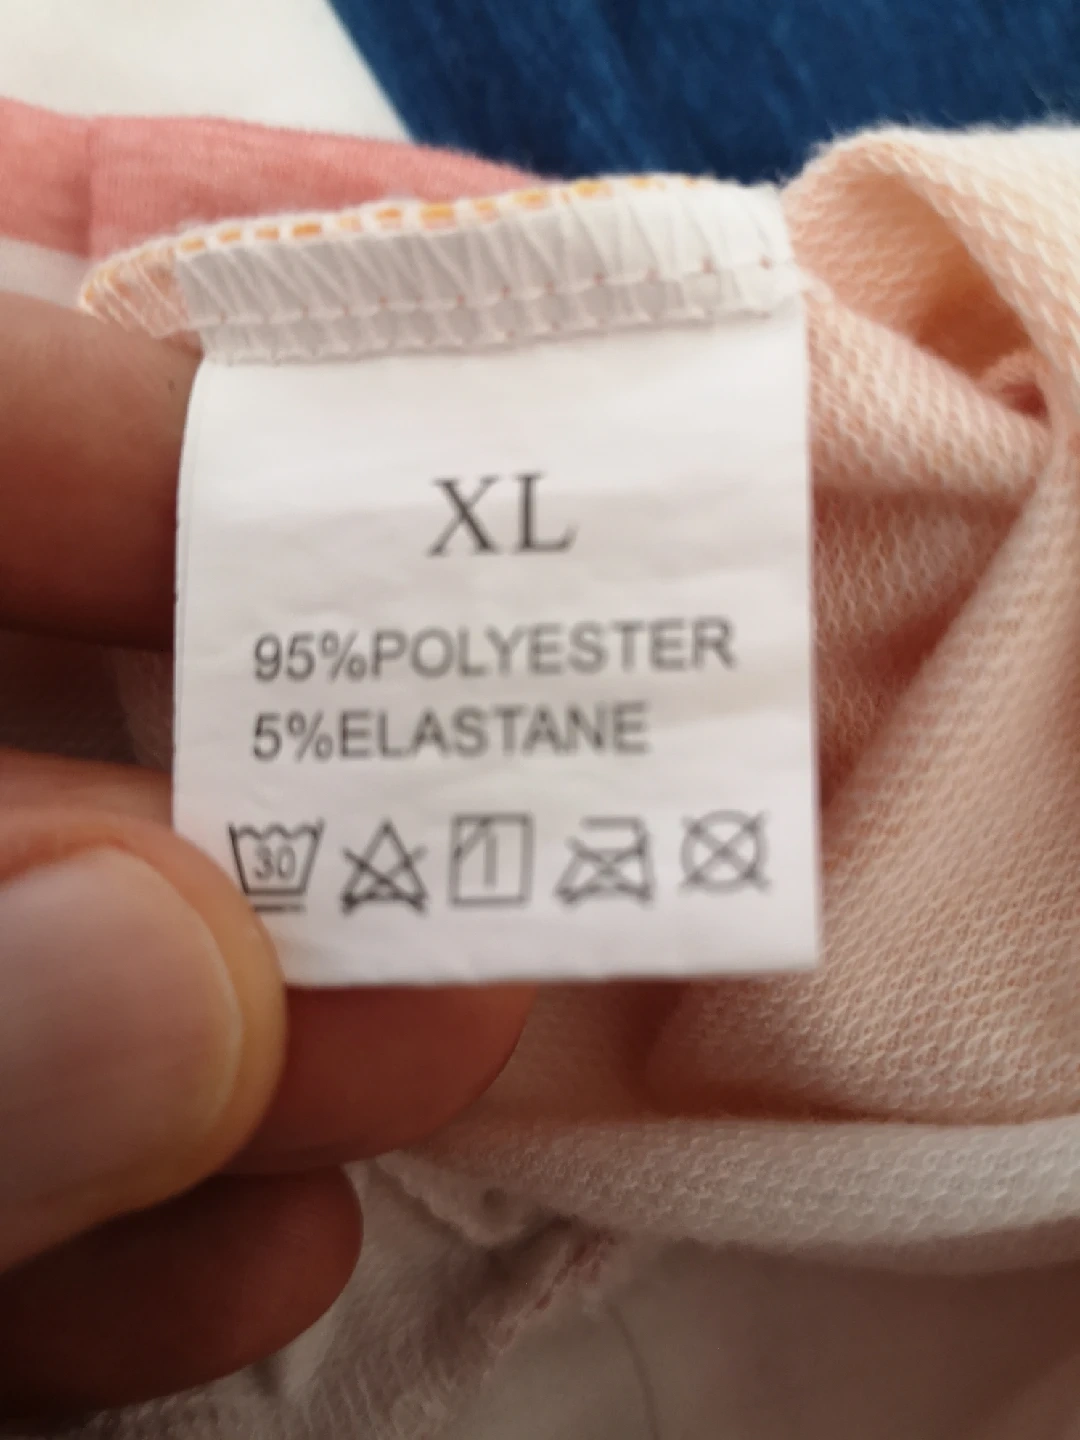 XL
95%POLYESTER
5%ELASTANE
30